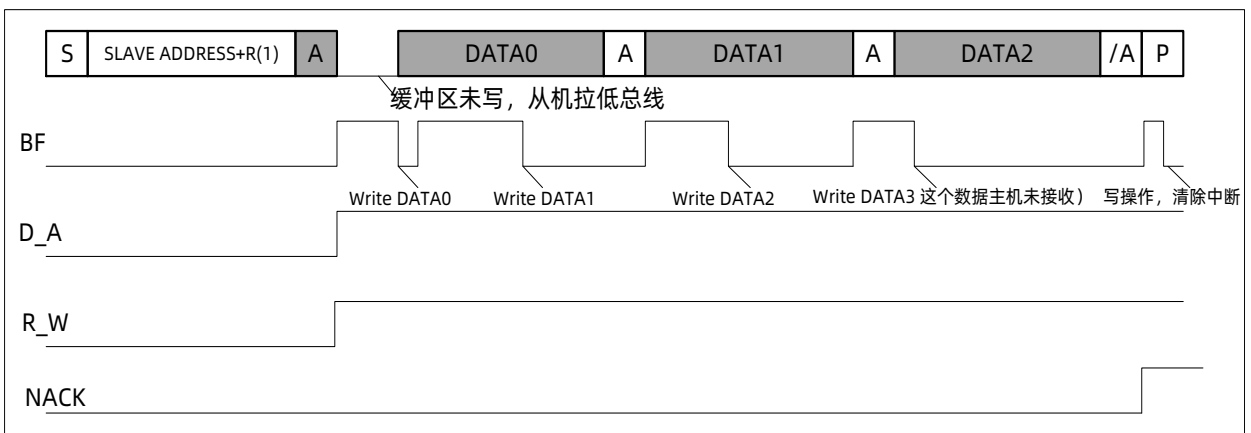 S SLAVE ADDRESS+R(1) A DATA0 A DATA1 A DATA2 /A P
缓冲区未写，从机拉低总线
BF
Write DATA0 Write DATA1 Write DATA2 Write DATA3 这个数据主机未接收） 写操作，清除中断
D_A
R_W
NACK